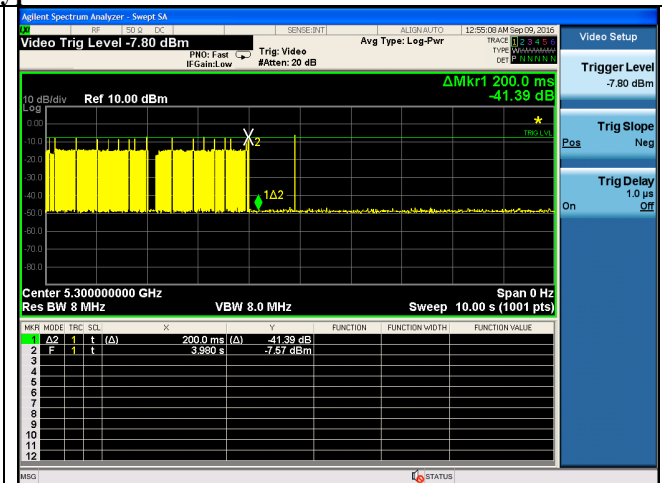 Agilent Spectrum Analyzer - Swept SA
RF 50 Ω DC SENSE:INT ALIGN AUTO 12:55:08 AM Sep 09, 2016
Video Trig Level -7.80 dBm
PNO: Fast
IFGain:Low
Trig: Video
#Atten: 20 dB
Avg Type: Log-Pwr
TRACE 1 2 3 4 5 6
TYPE
DET P N N N N N
ΔMkr1 200.0 ms
-41.39 dB
10 dB/div Ref 10.00 dBm
Log
0.00
-10.0
-20.0
-30.0
-40.0
-50.0
-60.0
-70.0
-80.0
TRIG LVL
2
1Δ2
Center 5.300000000 GHz Span 0 Hz
Res BW 8 MHz VBW 8.0 MHz Sweep 10.00 s (1001 pts)
MKR MODE TRC SCL X Y FUNCTION FUNCTION WIDTH FUNCTION VALUE
1 Δ2 1 t (Δ) 200.0 ms (Δ) -41.39 dB
2 F 1 t 3.980 s -7.57 dBm
3
4
5
6
7
8
9
10
11
12
MSG STATUS
Video Setup
Trigger Level
-7.80 dBm
Trig Slope
Pos Neg
Trig Delay
1.0 µs
On Off